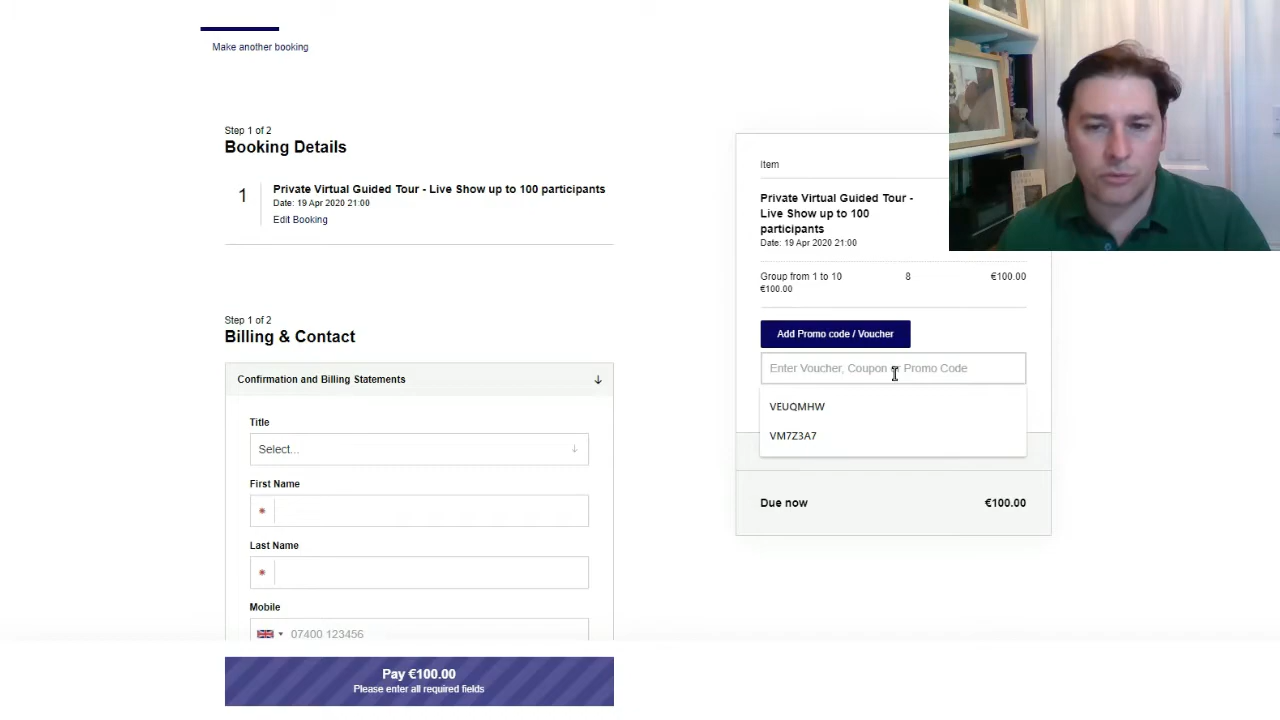 Make another booking
Step 1 of 2
Booking Details
1
Private Virtual Guided Tour - Live Show up to 100 participants
Date: 19 Apr 2020 21:00
Edit Booking
Step 1 of 2
Billing & Contact
Confirmation and Billing Statements
Title
Select...
First Name
Last Name
Mobile
07400 123456
Pay €100.00
Please enter all required fields
Item
Private Virtual Guided Tour -
Live Show up to 100
participants
Date: 19 Apr 2020 21:00
Group from 1 to 10 8 €100.00
€100.00
Add Promo code / Voucher
Enter Voucher, Coupon or Promo Code
VEUQMHW
VM7Z3A7
Due now €100.00